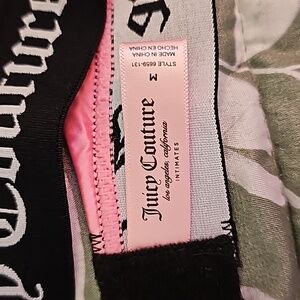 Juicy Couture
los angeles, california
INTIMATES
M
STYLE 6659-131
MADE IN CHINA
HECHO EN CHINA